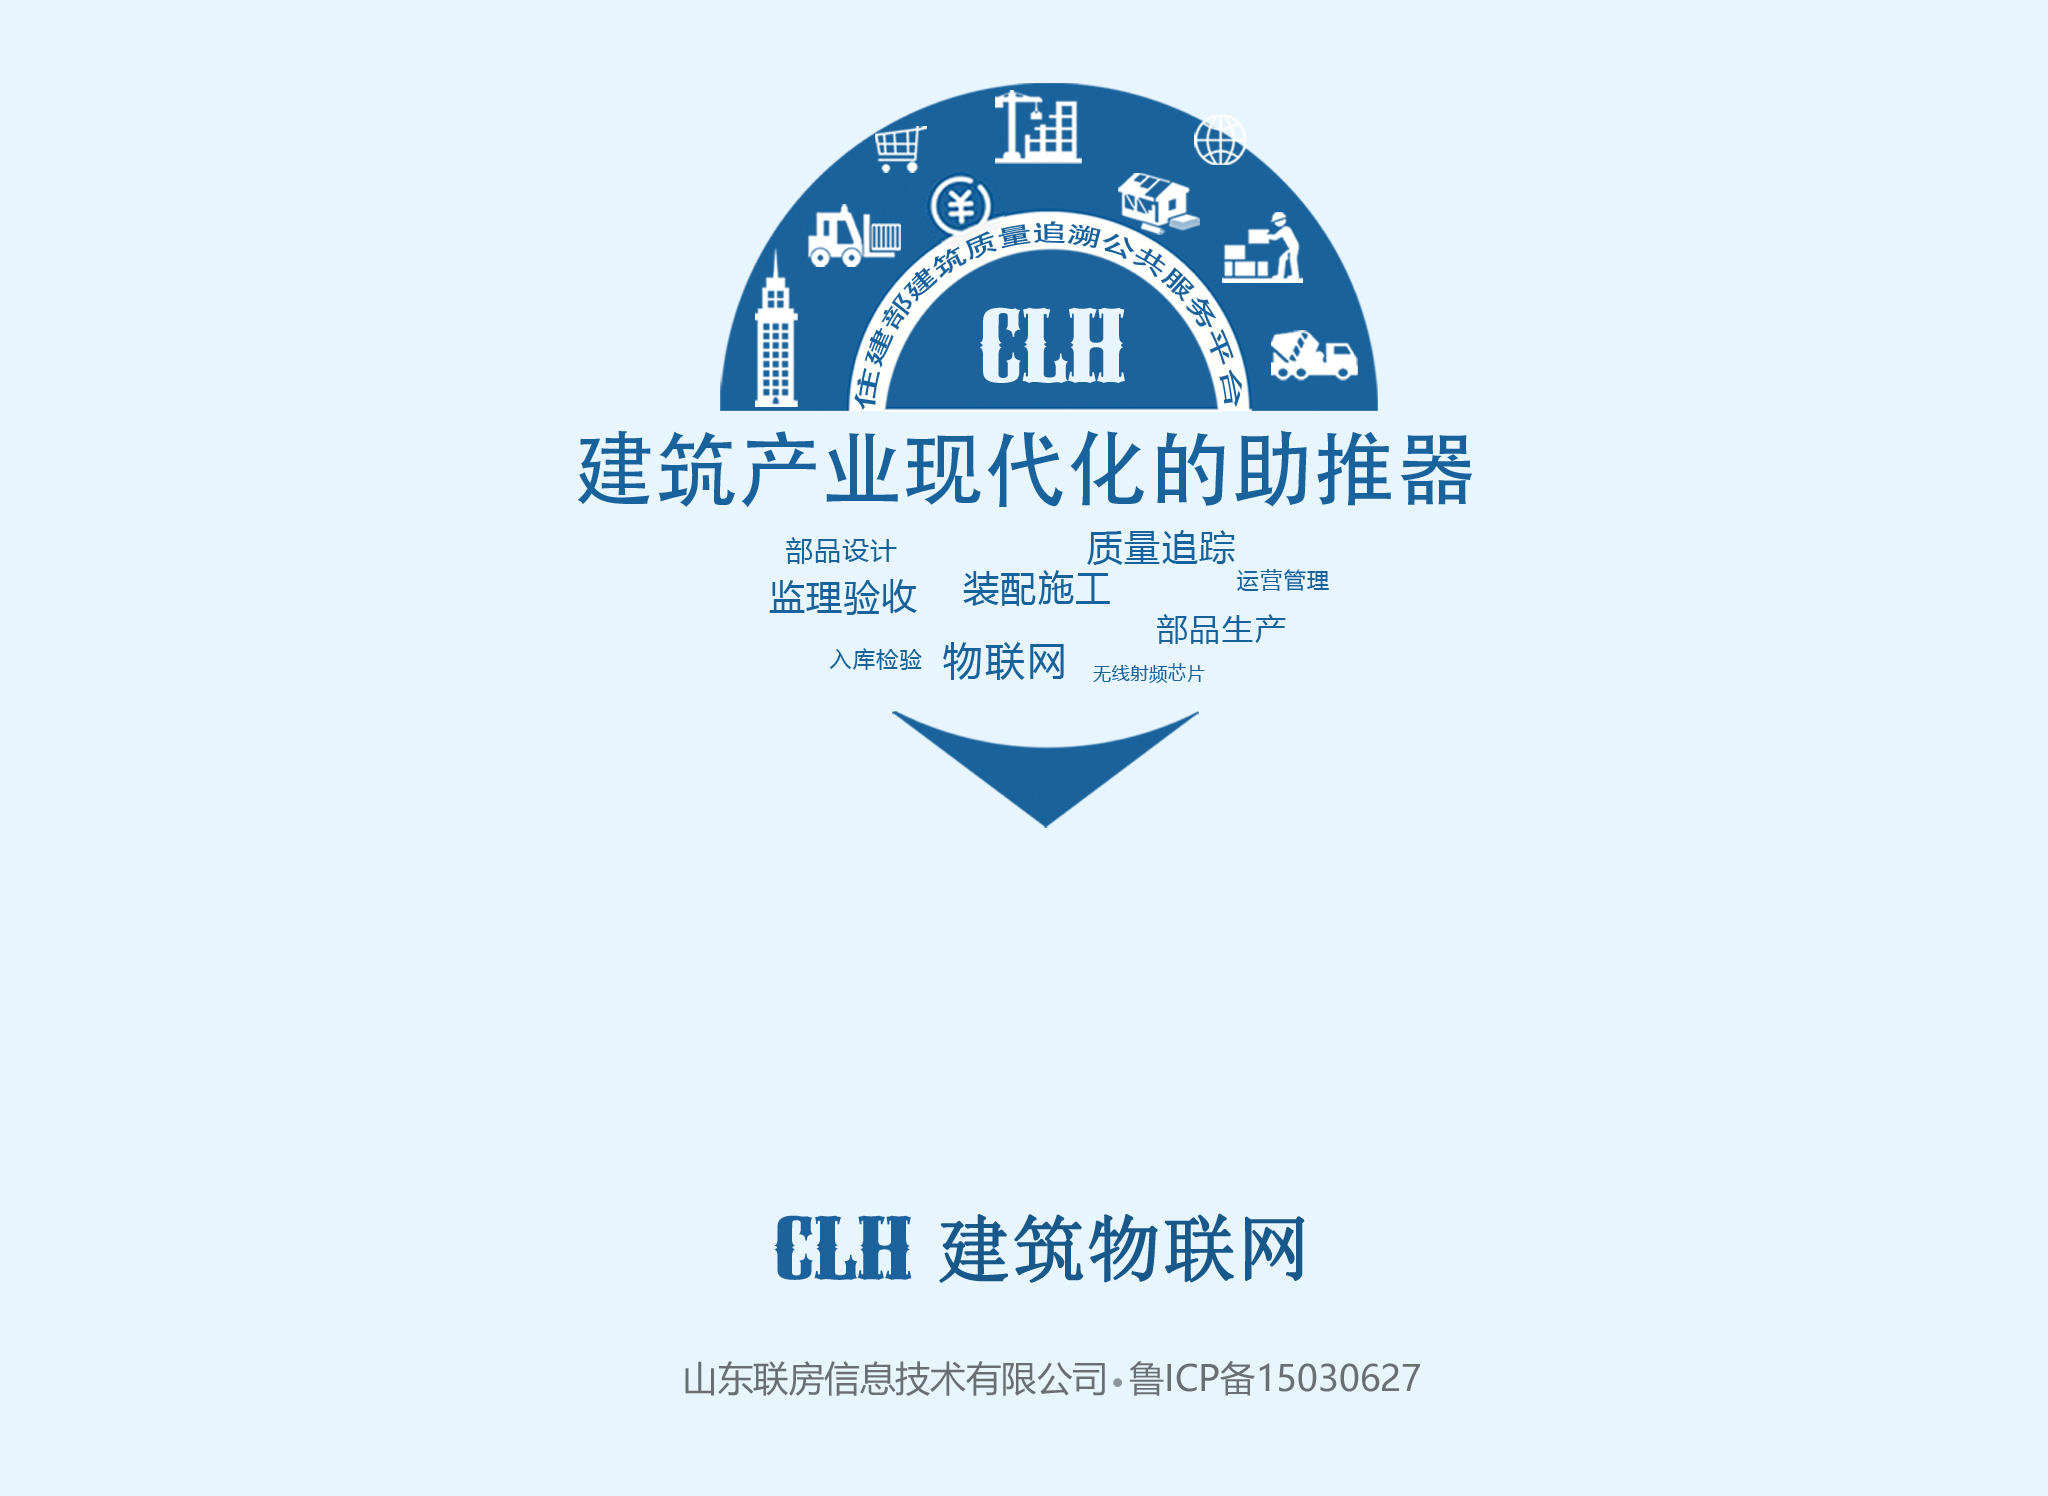 住建部建筑质量追溯公共服务平台
CLH
建筑产业现代化的助推器
部品设计
质量追踪
监理验收
装配施工
运营管理
部品生产
入库检验
物联网
无线射频芯片
CLH 建筑物联网
山东联房信息技术有限公司•鲁ICP备15030627